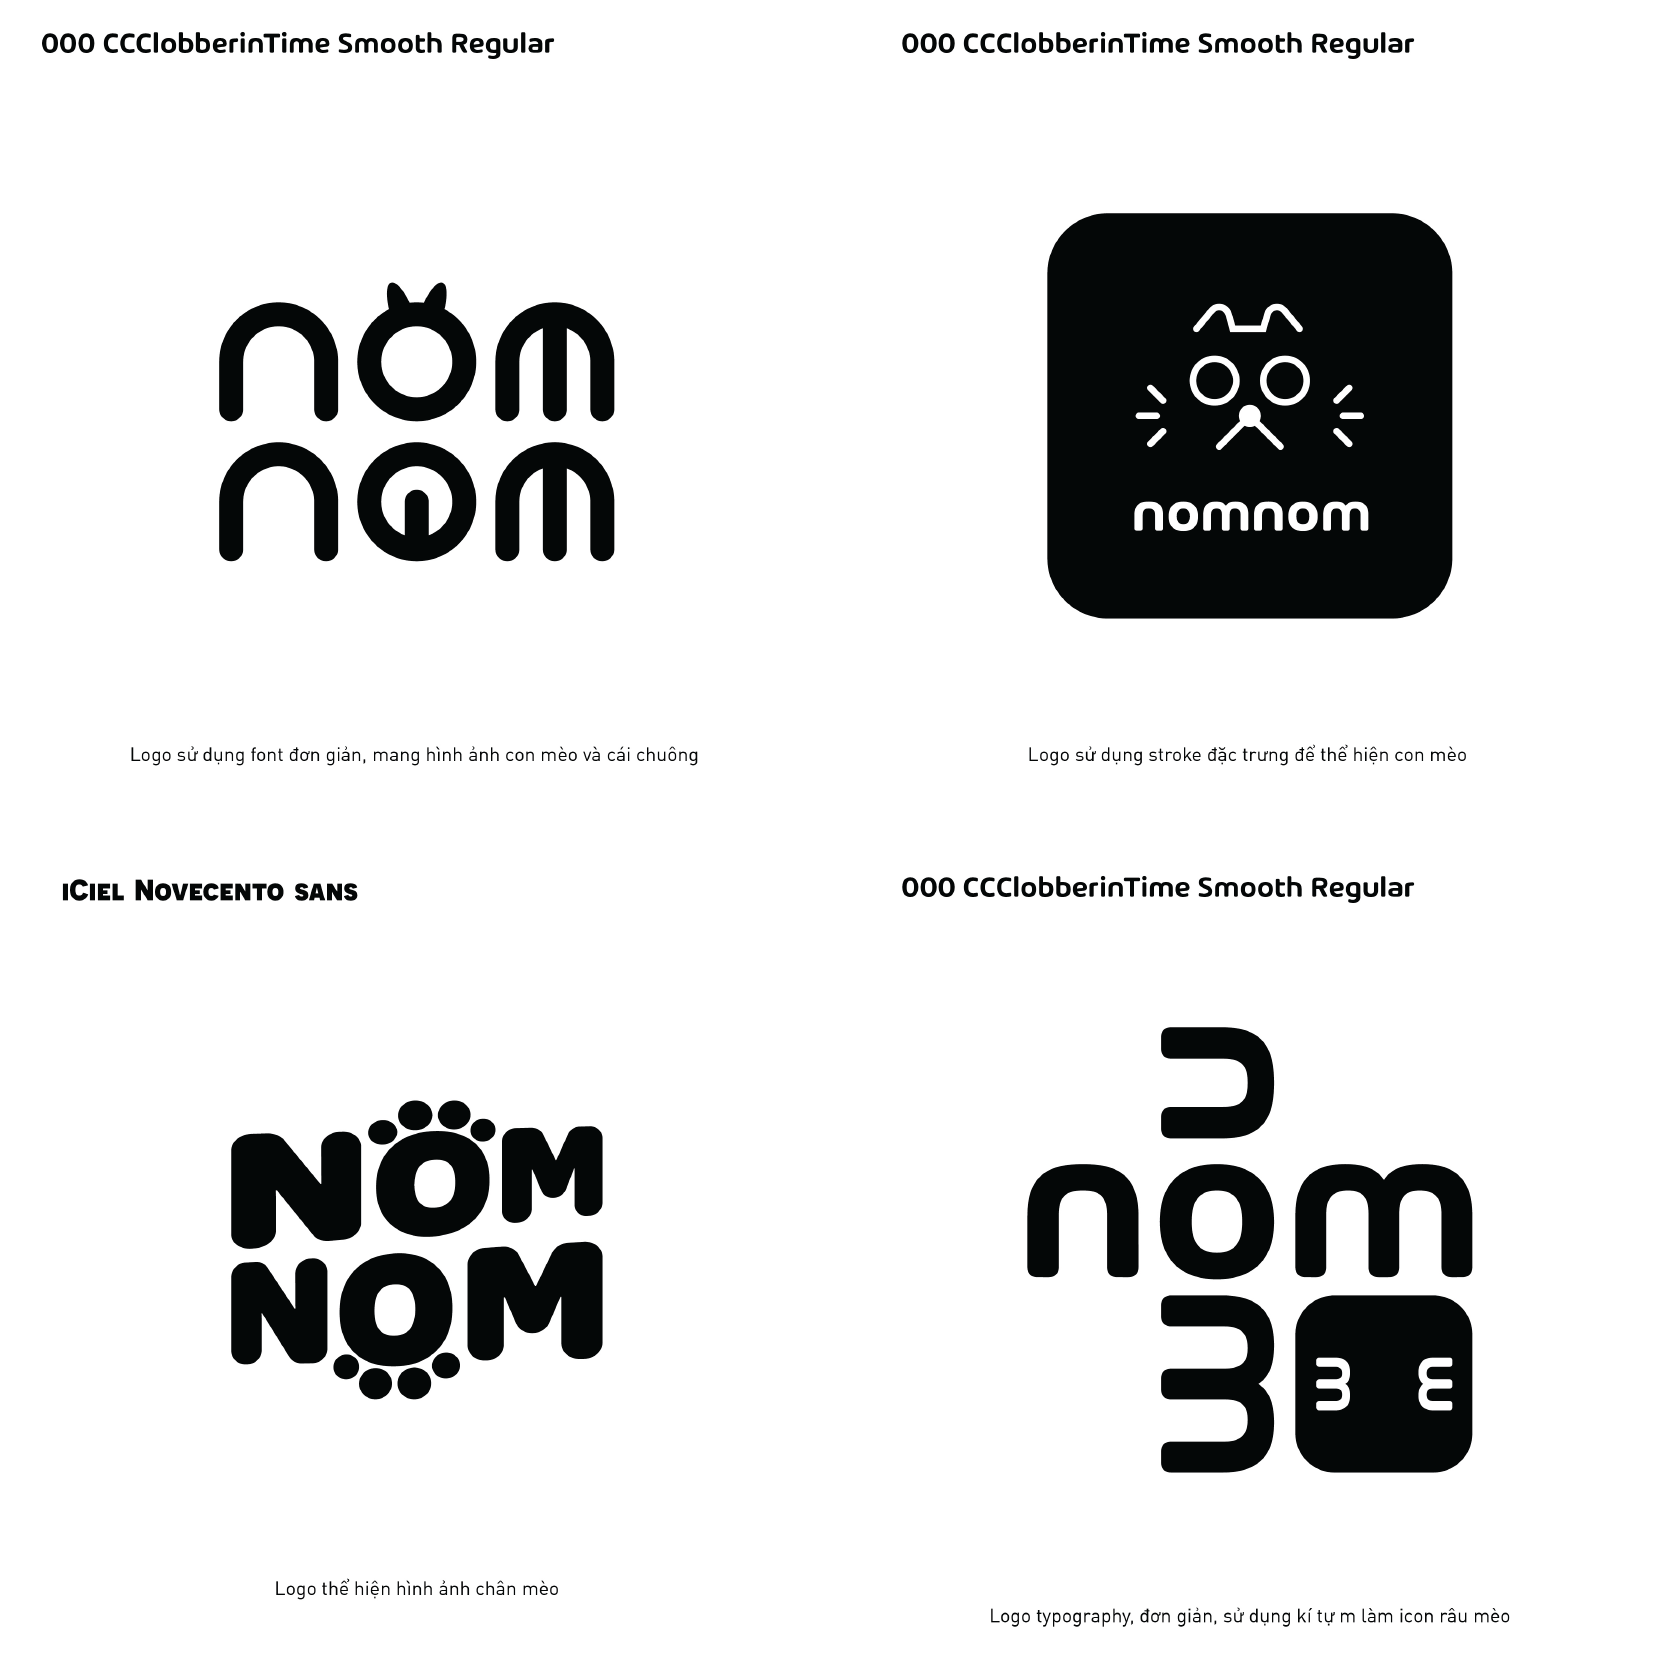 000 CCClobberinTime Smooth Regular
nom
nom
Logo sử dụng font đơn giản, mang hình ảnh con mèo và cái chuông
000 CCClobberinTime Smooth Regular
nomnom
Logo sử dụng stroke đặc trưng để thể hiện con mèo
iCiel Novecento sans
NOM
NOM
Logo thể hiện hình ảnh chân mèo
000 CCClobberinTime Smooth Regular
n
nom
m
m m
Logo typography, đơn giản, sử dụng kí tự m làm icon râu mèo